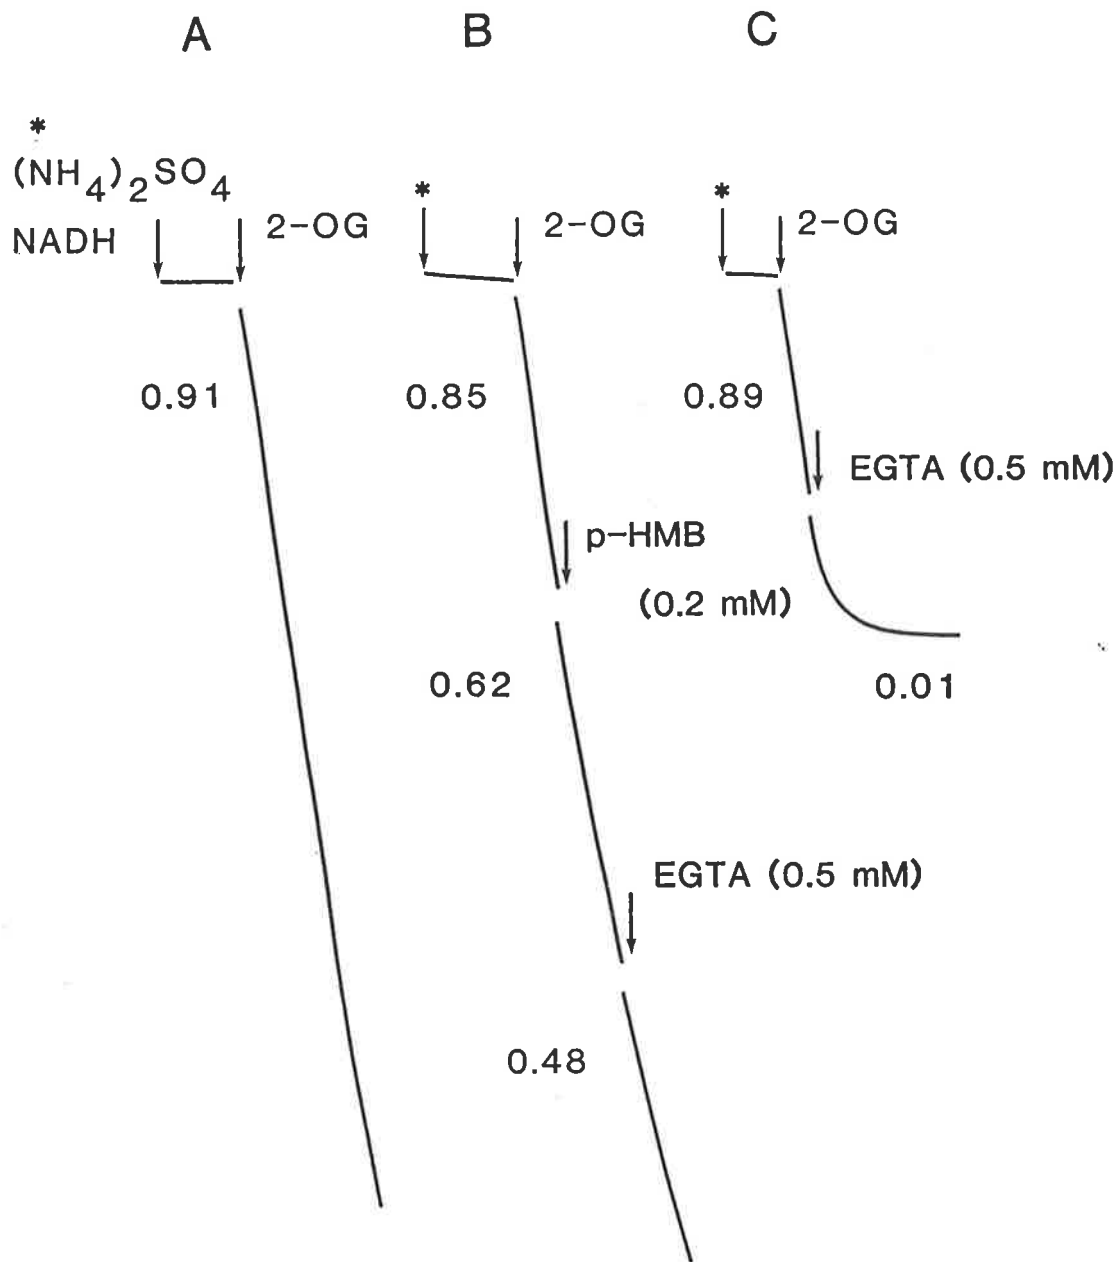 A B C
*
(NH4)2SO4
* *
NADH 2-OG 2-OG 2-OG
0.91 0.85 0.89
EGTA (0.5 mM)
p-HMB
(0.2 mM)
0.62 0.01
EGTA (0.5 mM)
0.48